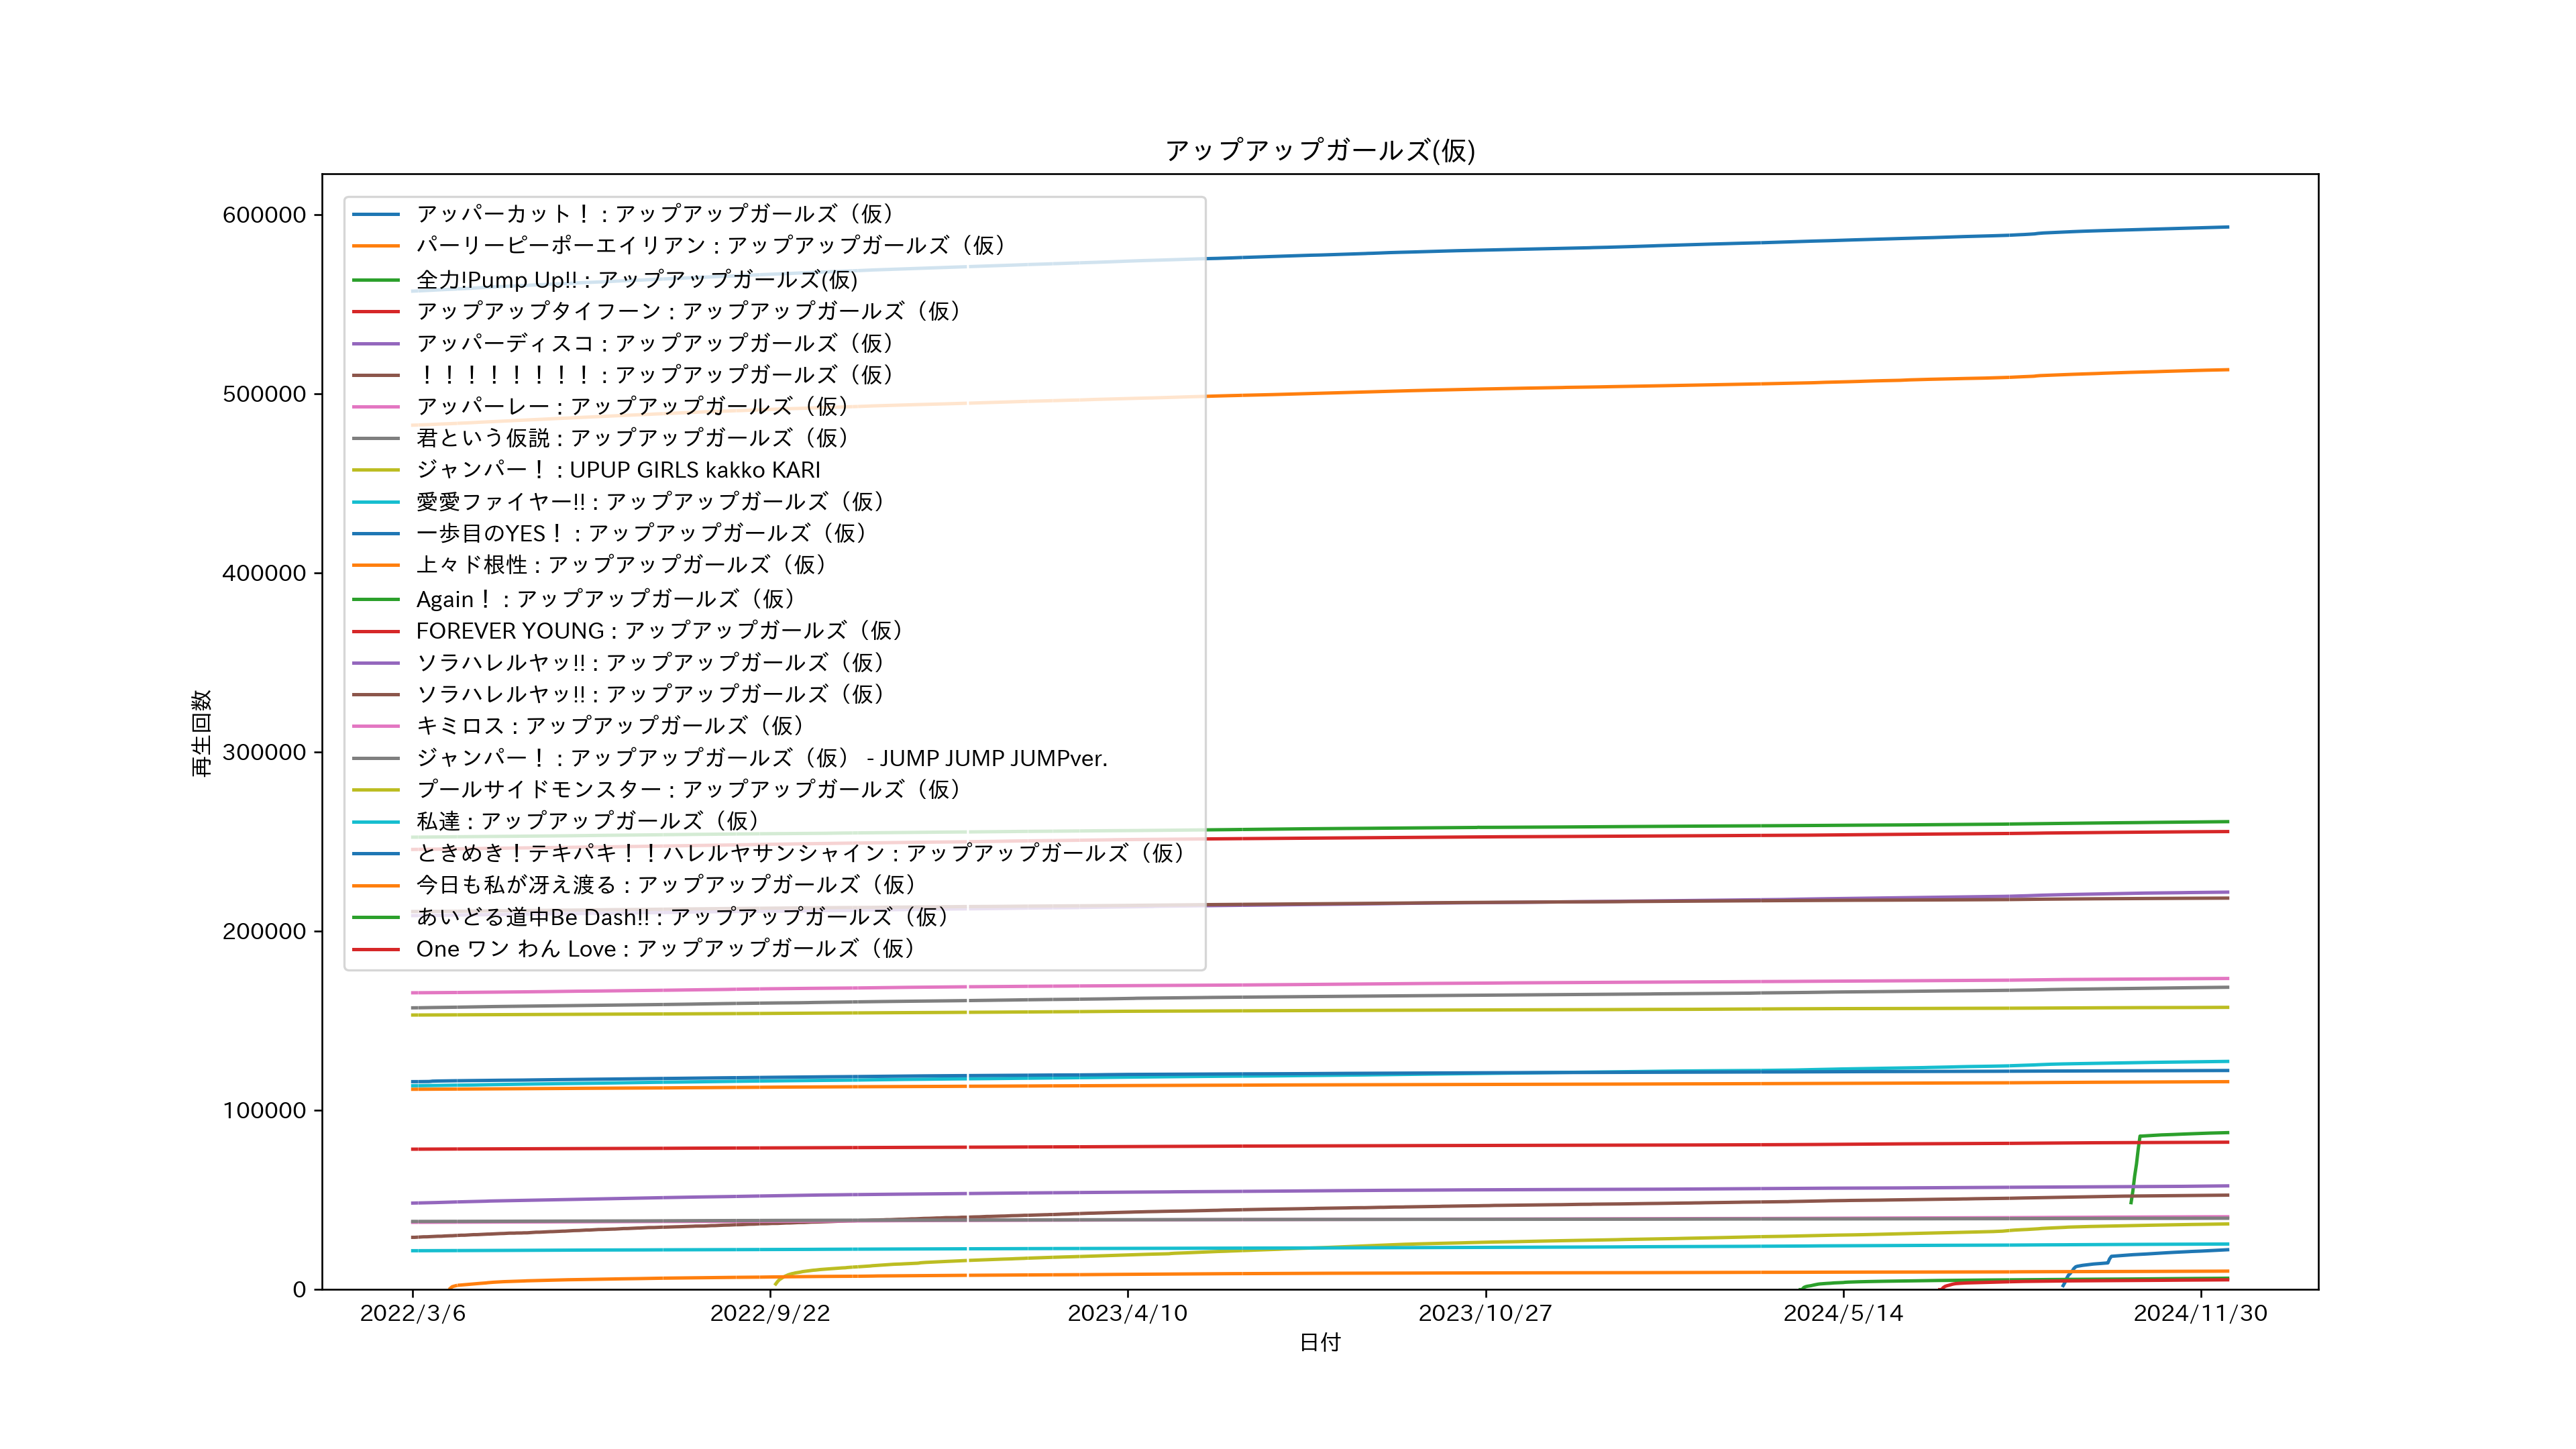 アップアップガールズ(仮)
600000
500000
400000
300000
200000
100000
0
再生回数
アッパーカット！ : アップアップガールズ（仮）
パーリーピーポーエイリアン : アップアップガールズ（仮）
全力!Pump Up!! : アップアップガールズ(仮)
アップアップタイフーン : アップアップガールズ（仮）
アッパーディスコ : アップアップガールズ（仮）
！！！！！！！！ : アップアップガールズ（仮）
アッパーレー : アップアップガールズ（仮）
君という仮説 : アップアップガールズ（仮）
ジャンパー！ : UPUP GIRLS kakko KARI
愛愛ファイヤー!! : アップアップガールズ（仮）
一歩目のYES！ : アップアップガールズ（仮）
上々ド根性 : アップアップガールズ（仮）
Again！ : アップアップガールズ（仮）
FOREVER YOUNG : アップアップガールズ（仮）
ソラハレルヤッ!! : アップアップガールズ（仮）
ソラハレルヤッ!! : アップアップガールズ（仮）
キミロス : アップアップガールズ（仮）
ジャンパー！ : アップアップガールズ（仮） - JUMP JUMP JUMPver.
プールサイドモンスター : アップアップガールズ（仮）
私達 : アップアップガールズ（仮）
ときめき！テキパキ！！ハレルヤサンシャイン : アップアップガールズ（仮）
今日も私が冴え渡る : アップアップガールズ（仮）
あいどる道中Be Dash!! : アップアップガールズ（仮）
One ワン わん Love : アップアップガールズ（仮）
2022/3/6
2022/9/22
2023/4/10
2023/10/27
2024/5/14
2024/11/30
日付